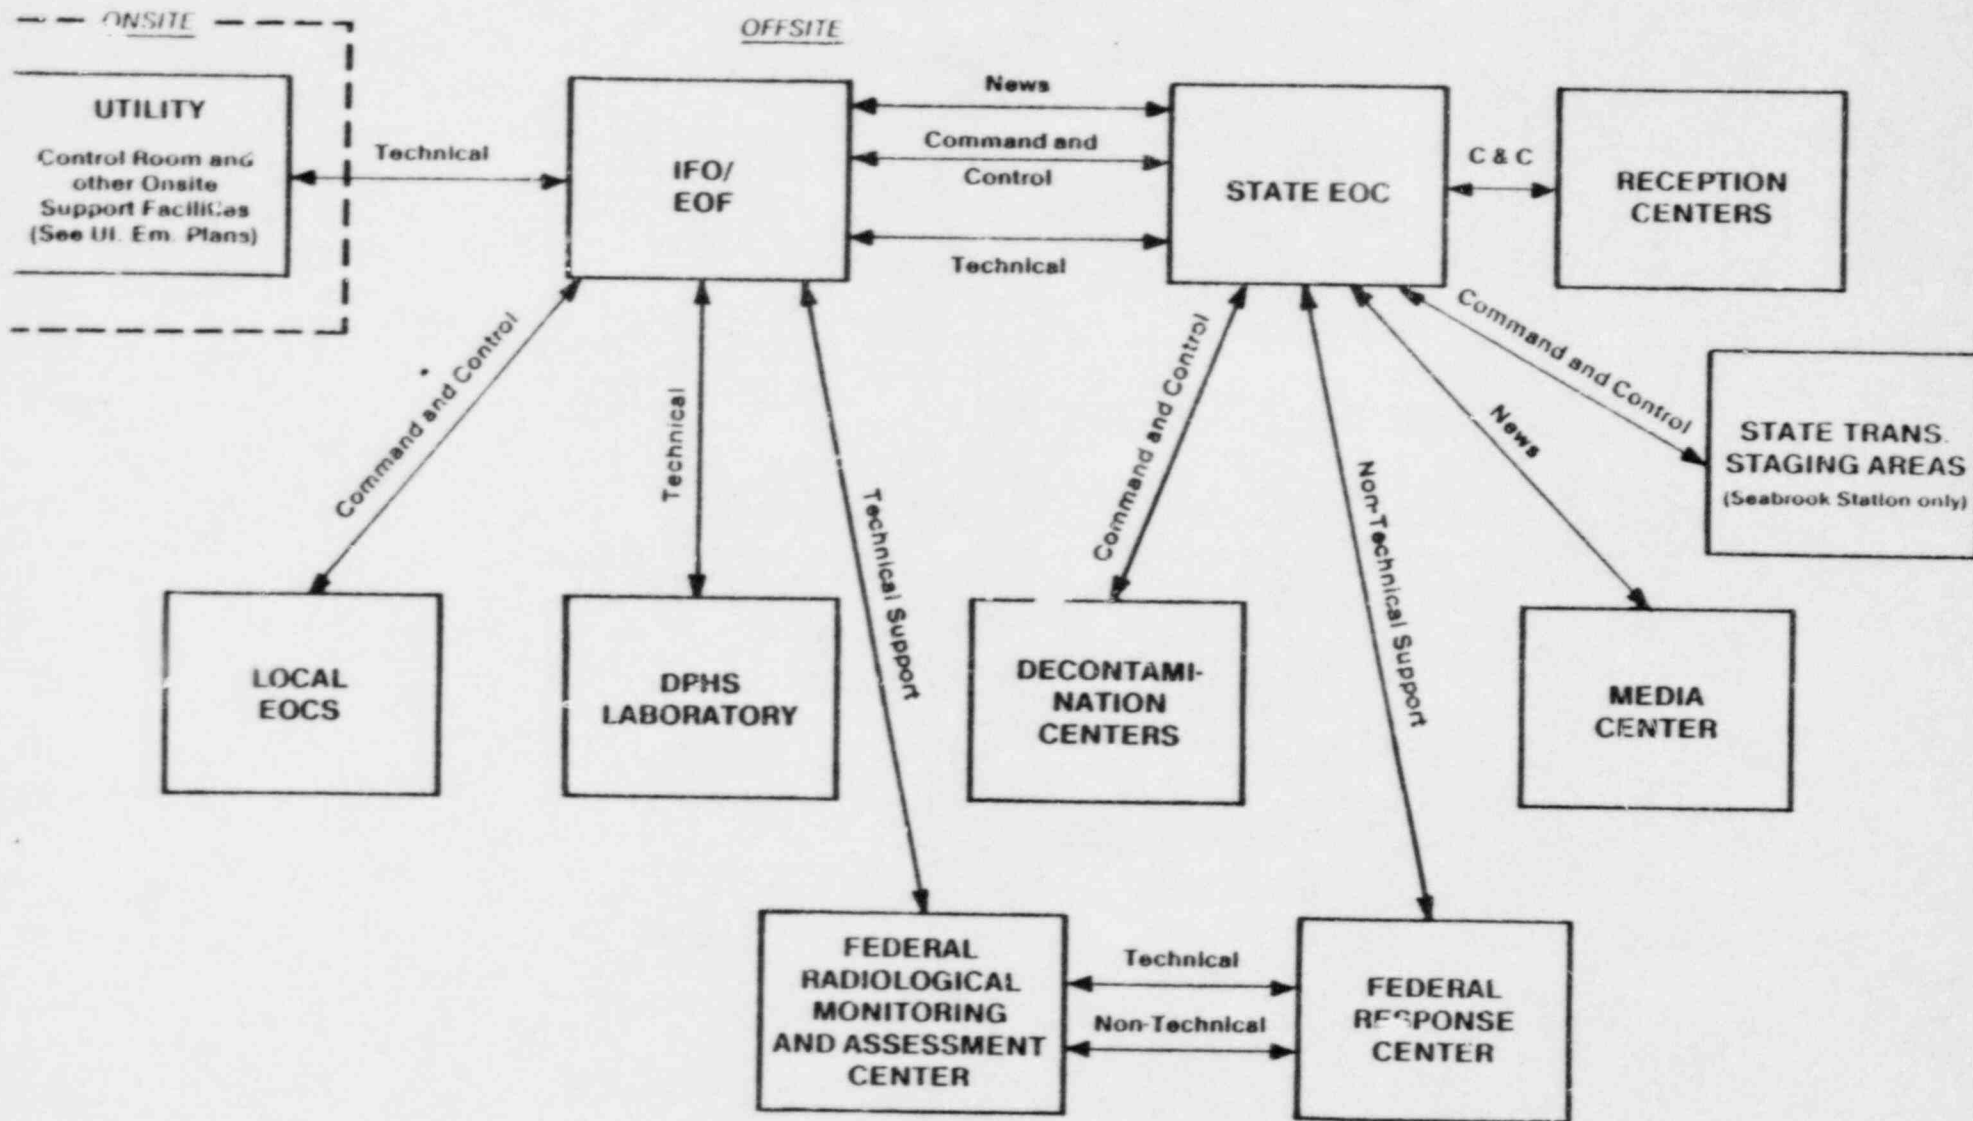 ONSITE
OFFSITE
UTILITY
Control Room and
other Onsite
Support Facilities
(See Ut. Em. Plans)
Technical
IFO/
EOF
News
Command and
Control
Technical
STATE EOC
C & C
RECEPTION
CENTERS
Command and Control
Technical
Technical Support
Command and Control
Non-Technical Support
News
Command and Control
STATE TRANS.
STAGING AREAS
(Seabrook Station only)
LOCAL
EOCS
DPHS
LABORATORY
DECONTAMI-
NATION
CENTERS
MEDIA
CENTER
FEDERAL
RADIOLOGICAL
MONITORING
AND ASSESSMENT
CENTER
Technical
Non-Technical
FEDERAL
RESPONSE
CENTER